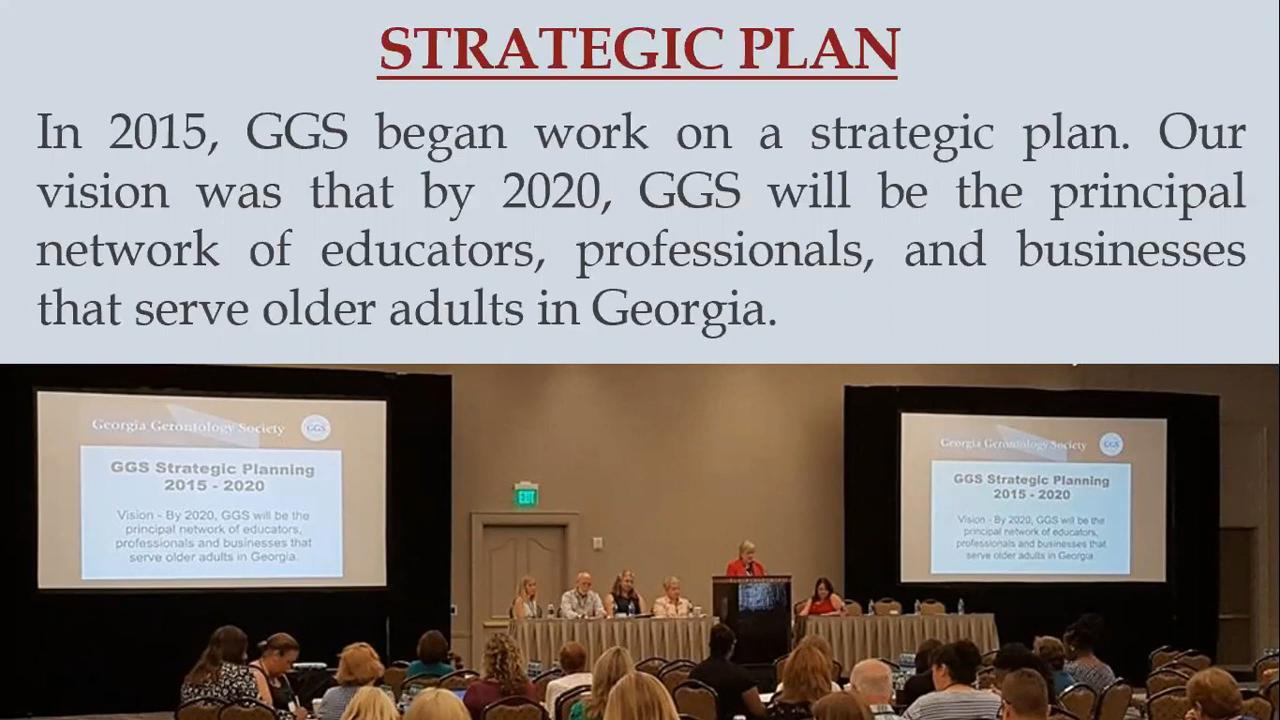 STRATEGIC PLAN
In 2015, GGS began work on a strategic plan. Our
vision was that by 2020, GGS will be the principal
network of educators, professionals, and businesses
that serve older adults in Georgia.
Georgia Gerontology Society
GGS
GGS Strategic Planning
2015 - 2020
Vision - By 2020, GGS will be the
principal network of educators,
professionals and businesses that
serve older adults in Georgia.
EXIT
Georgia Gerontology Society
GGS
GGS Strategic Planning
2015 - 2020
Vision - By 2020, GGS will be the
principal network of educators,
professionals and businesses that
serve older adults in Georgia